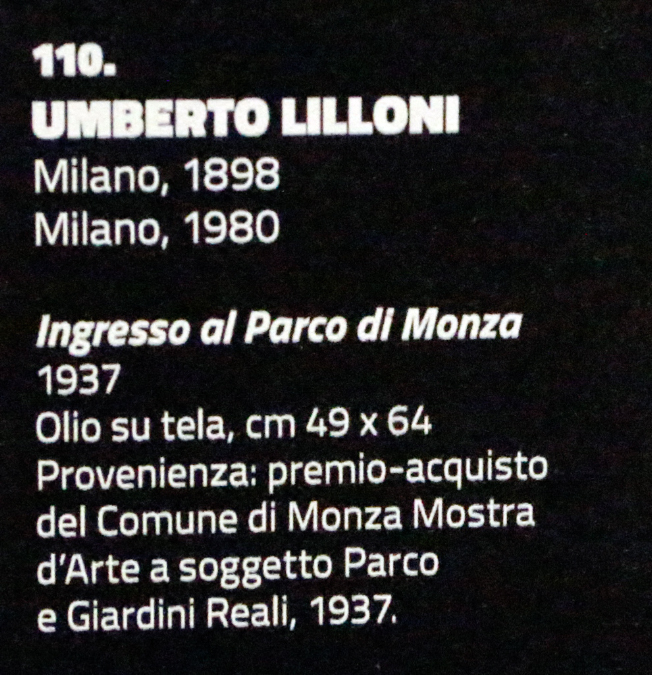 110.
UMBERTO LILLONI
Milano, 1898
Milano, 1980
Ingresso al Parco di Monza
1937
Olio su tela, cm 49 x 64
Provenienza: premio-acquisto
del Comune di Monza Mostra
d'Arte a soggetto Parco
e Giardini Reali, 1937.